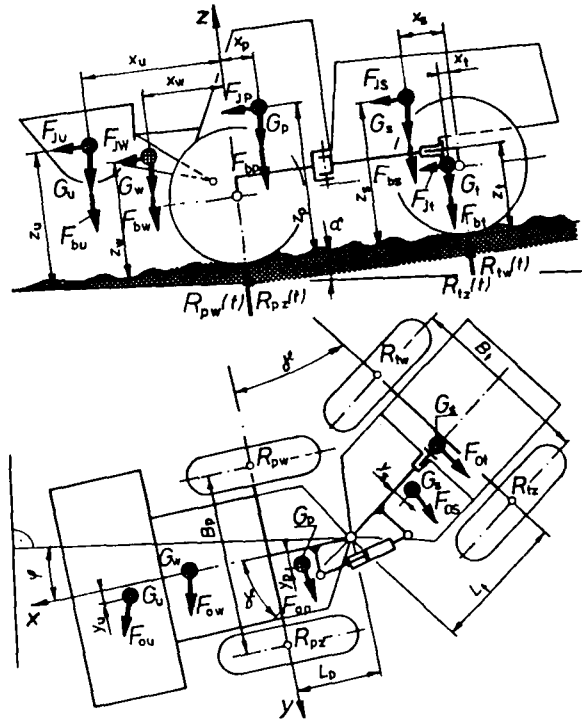 z
x_u
x_p
x_s
x_t
x_w
F_ju
F_jw
F_jp
F_js
G_u
G_w
G_p
G_s
G_t
F_bp
F_bs
F_jt
F_bu
F_bw
F_bt
z_u
z_w
z_p
z_s
z_t
α°
R_pw(t)
R_pz(t)
R_tz(t)
R_tw(t)
γ°
R_tw
B_t
G_s
F_ot
R_pw
B_p
G_s
F_os
R_tz
G_p
y_p
G_w
φ
x
y_u
G_u
F_ow
F_ou
F_op
R_pz
L_p
L_t
y